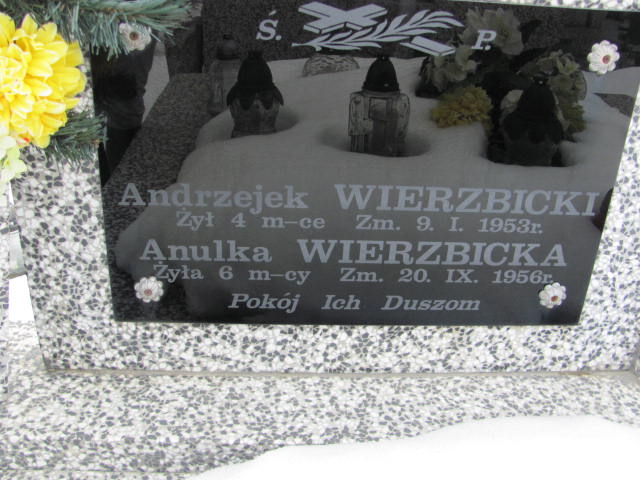 Ś. P.
Andrzejek WIERZBICKI
Żył 4 m-ce Zm. 9. I. 1953r.
Anulka WIERZBICKA
Żyła 6 m-cy Zm. 20. IX. 1956r.
Pokój Ich Duszom